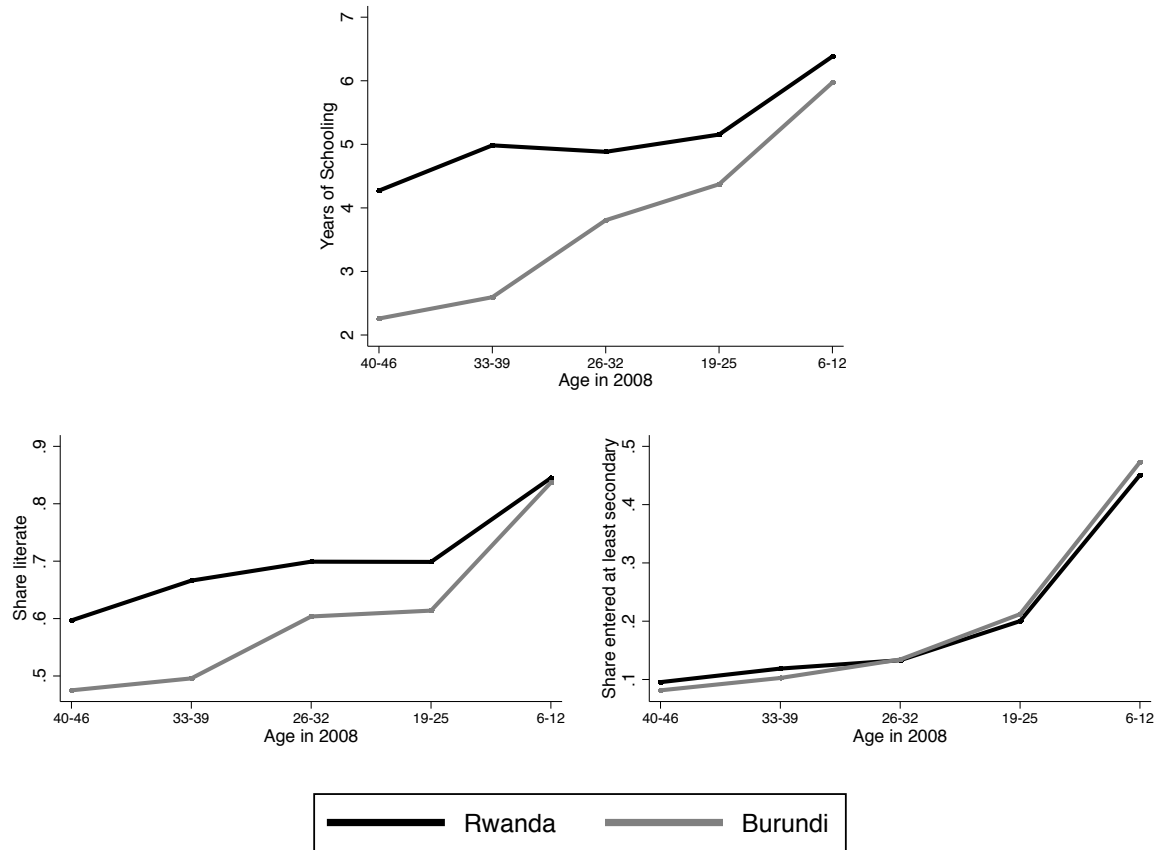 Years of Schooling
7
6
5
4
3
2
40-46 33-39 26-32 19-25 6-12
Age in 2008
Share literate
.9
.8
.7
.6
.5
40-46 33-39 26-32 19-25 6-12
Age in 2008
Share entered at least secondary
.5
.4
.3
.2
.1
40-46 33-39 26-32 19-25 6-12
Age in 2008
Rwanda Burundi